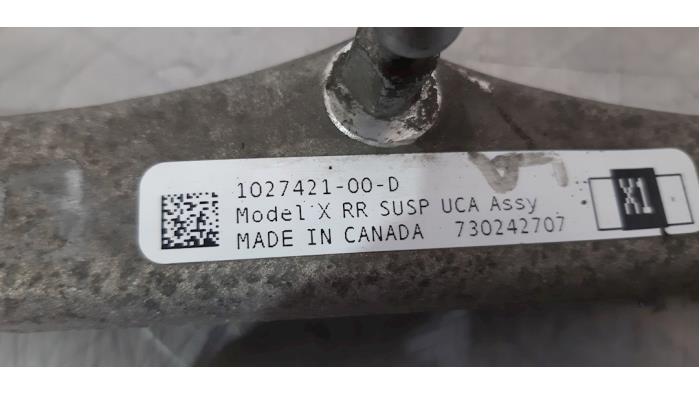 1027421-00-D
Model X RR SUSP UCA Assy
MADE IN CANADA 730242707
X1